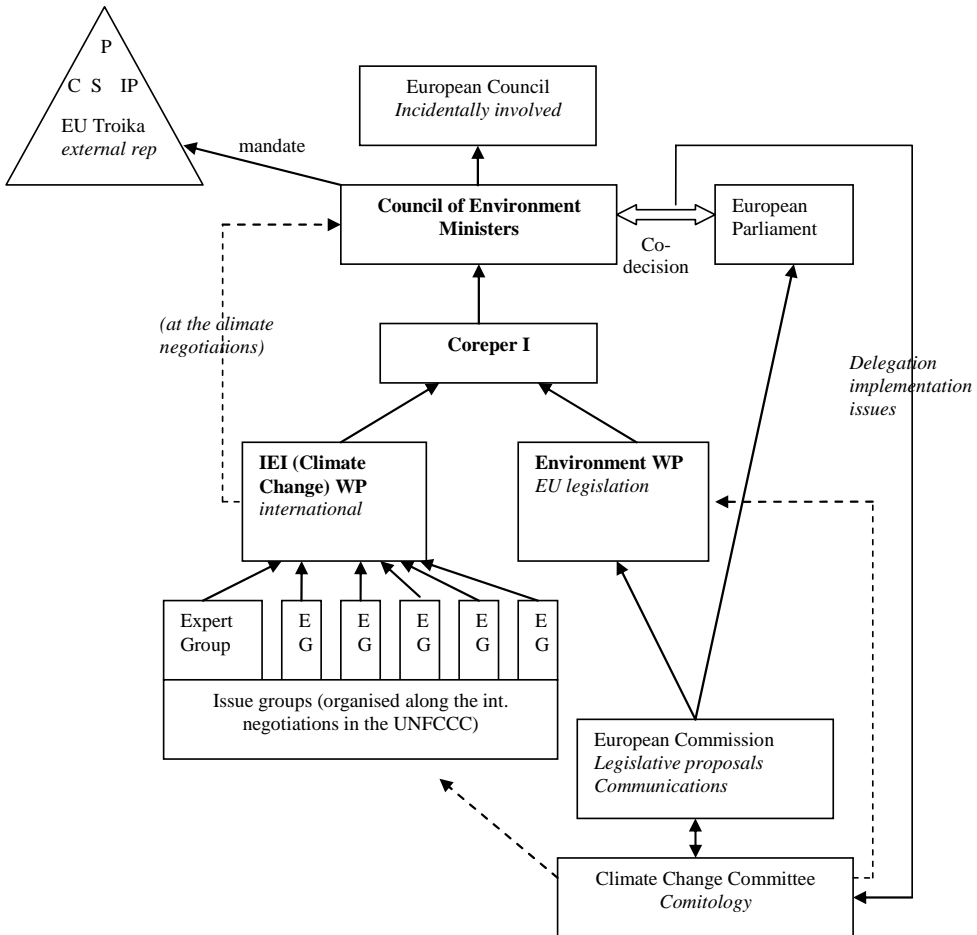 P
C S IP
EU Troika
external rep
mandate
European Council
Incidentally involved
Council of Environment
Ministers
Co-
decision
European
Parliament
(at the climate
negotiations)
Coreper I
Delegation
implementation
issues
IEI (Climate
Change) WP
international
Environment WP
EU legislation
Expert
Group
E
G
E
G
E
G
E
G
E
G
Issue groups (organised along the int.
negotiations in the UNFCCC)
European Commission
Legislative proposals
Communications
Climate Change Committee
Comitology